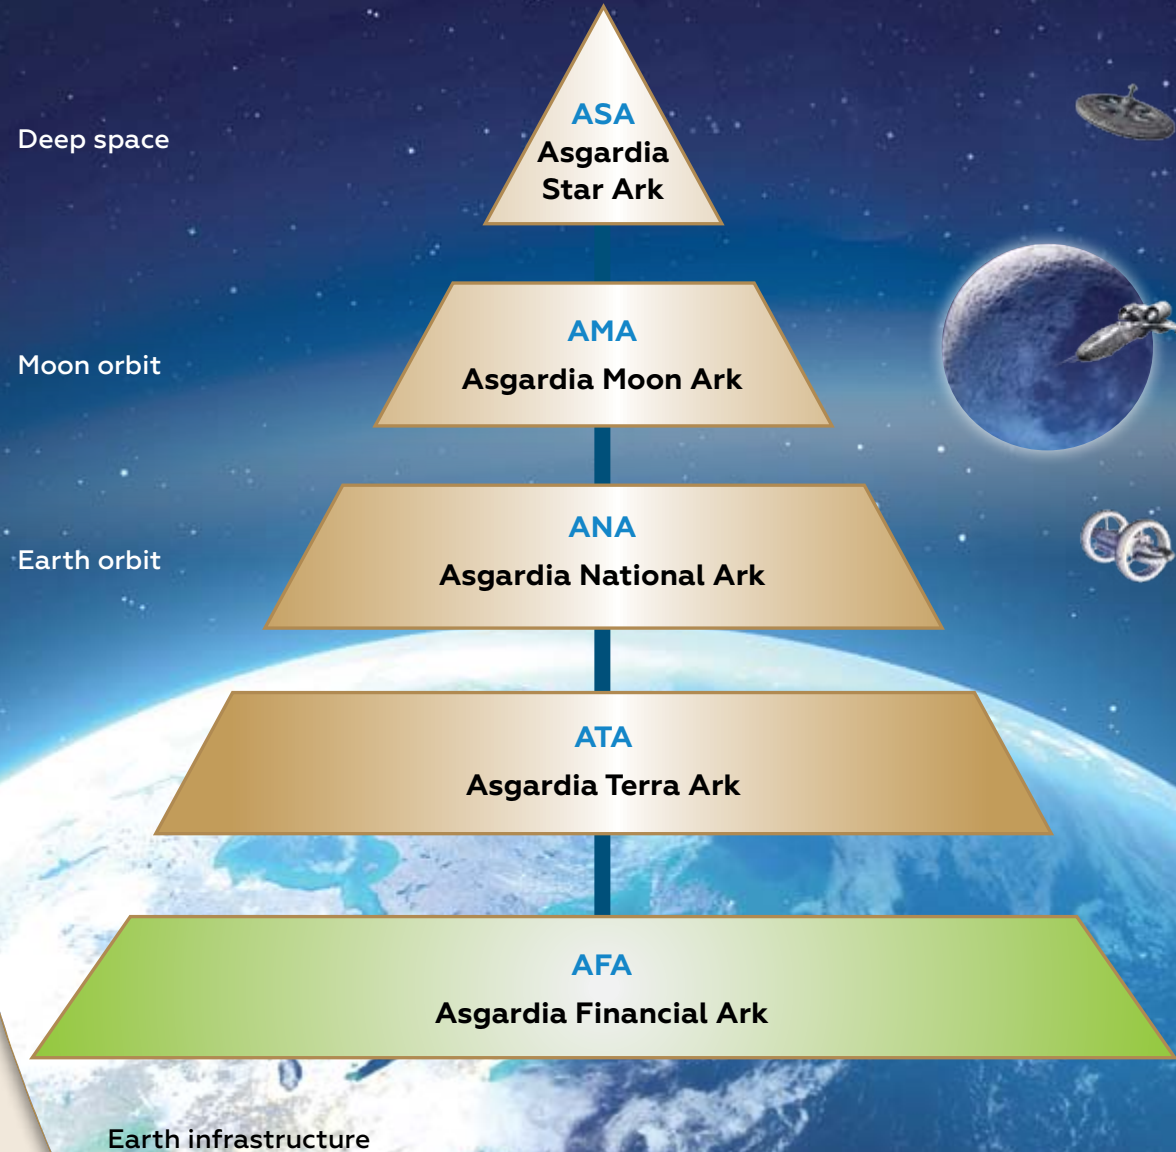 Deep space
ASA
Asgardia
Star Ark
Moon orbit
AMA
Asgardia Moon Ark
Earth orbit
ANA
Asgardia National Ark
ATA
Asgardia Terra Ark
AFA
Asgardia Financial Ark
Earth infrastructure